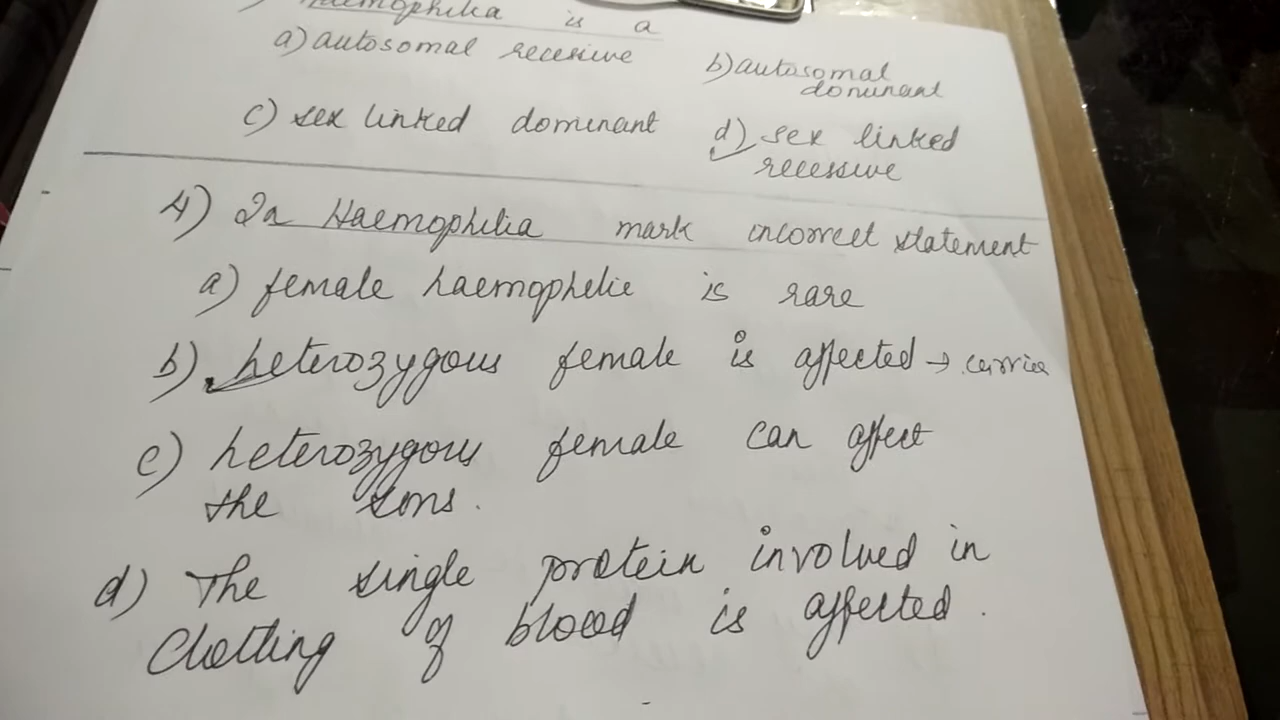 Haemophilia is a
a) autosomal recessive
b) autosomal
dominant
c) sex linked dominant
d) sex linked
recessive
4) In Haemophilia mark incorrect statement
a) female haemophilic is rare
b) heterozygous female is affected → carrier
c) heterozygous female can affect
the sons.
d) The single protein involved in
Clotting of blood is affected.